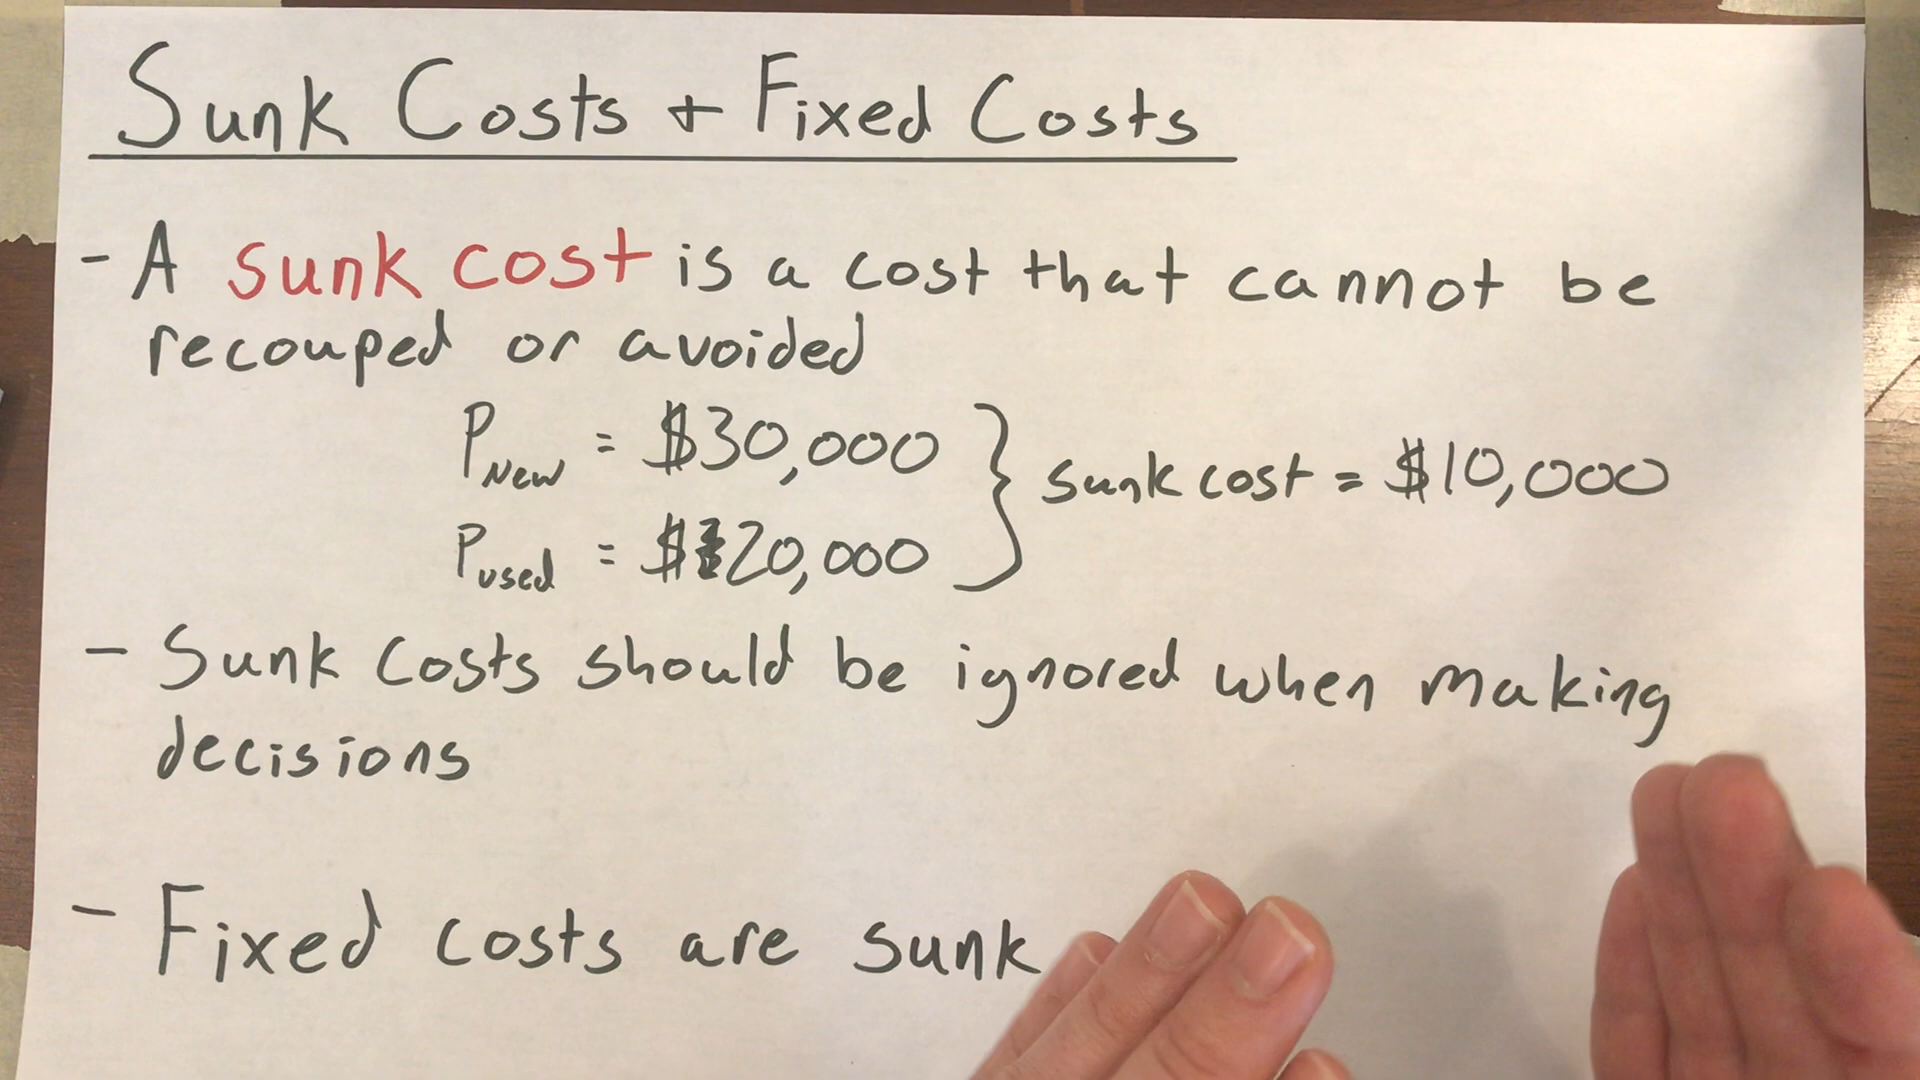 Sunk Costs + Fixed Costs
- A sunk cost is a cost that cannot be
recouped or avoided
PNew = $30,000
sunk cost = $10,000
Pused = $20,000
- Sunk Costs should be ignored when making
decisions
- Fixed costs are sunk